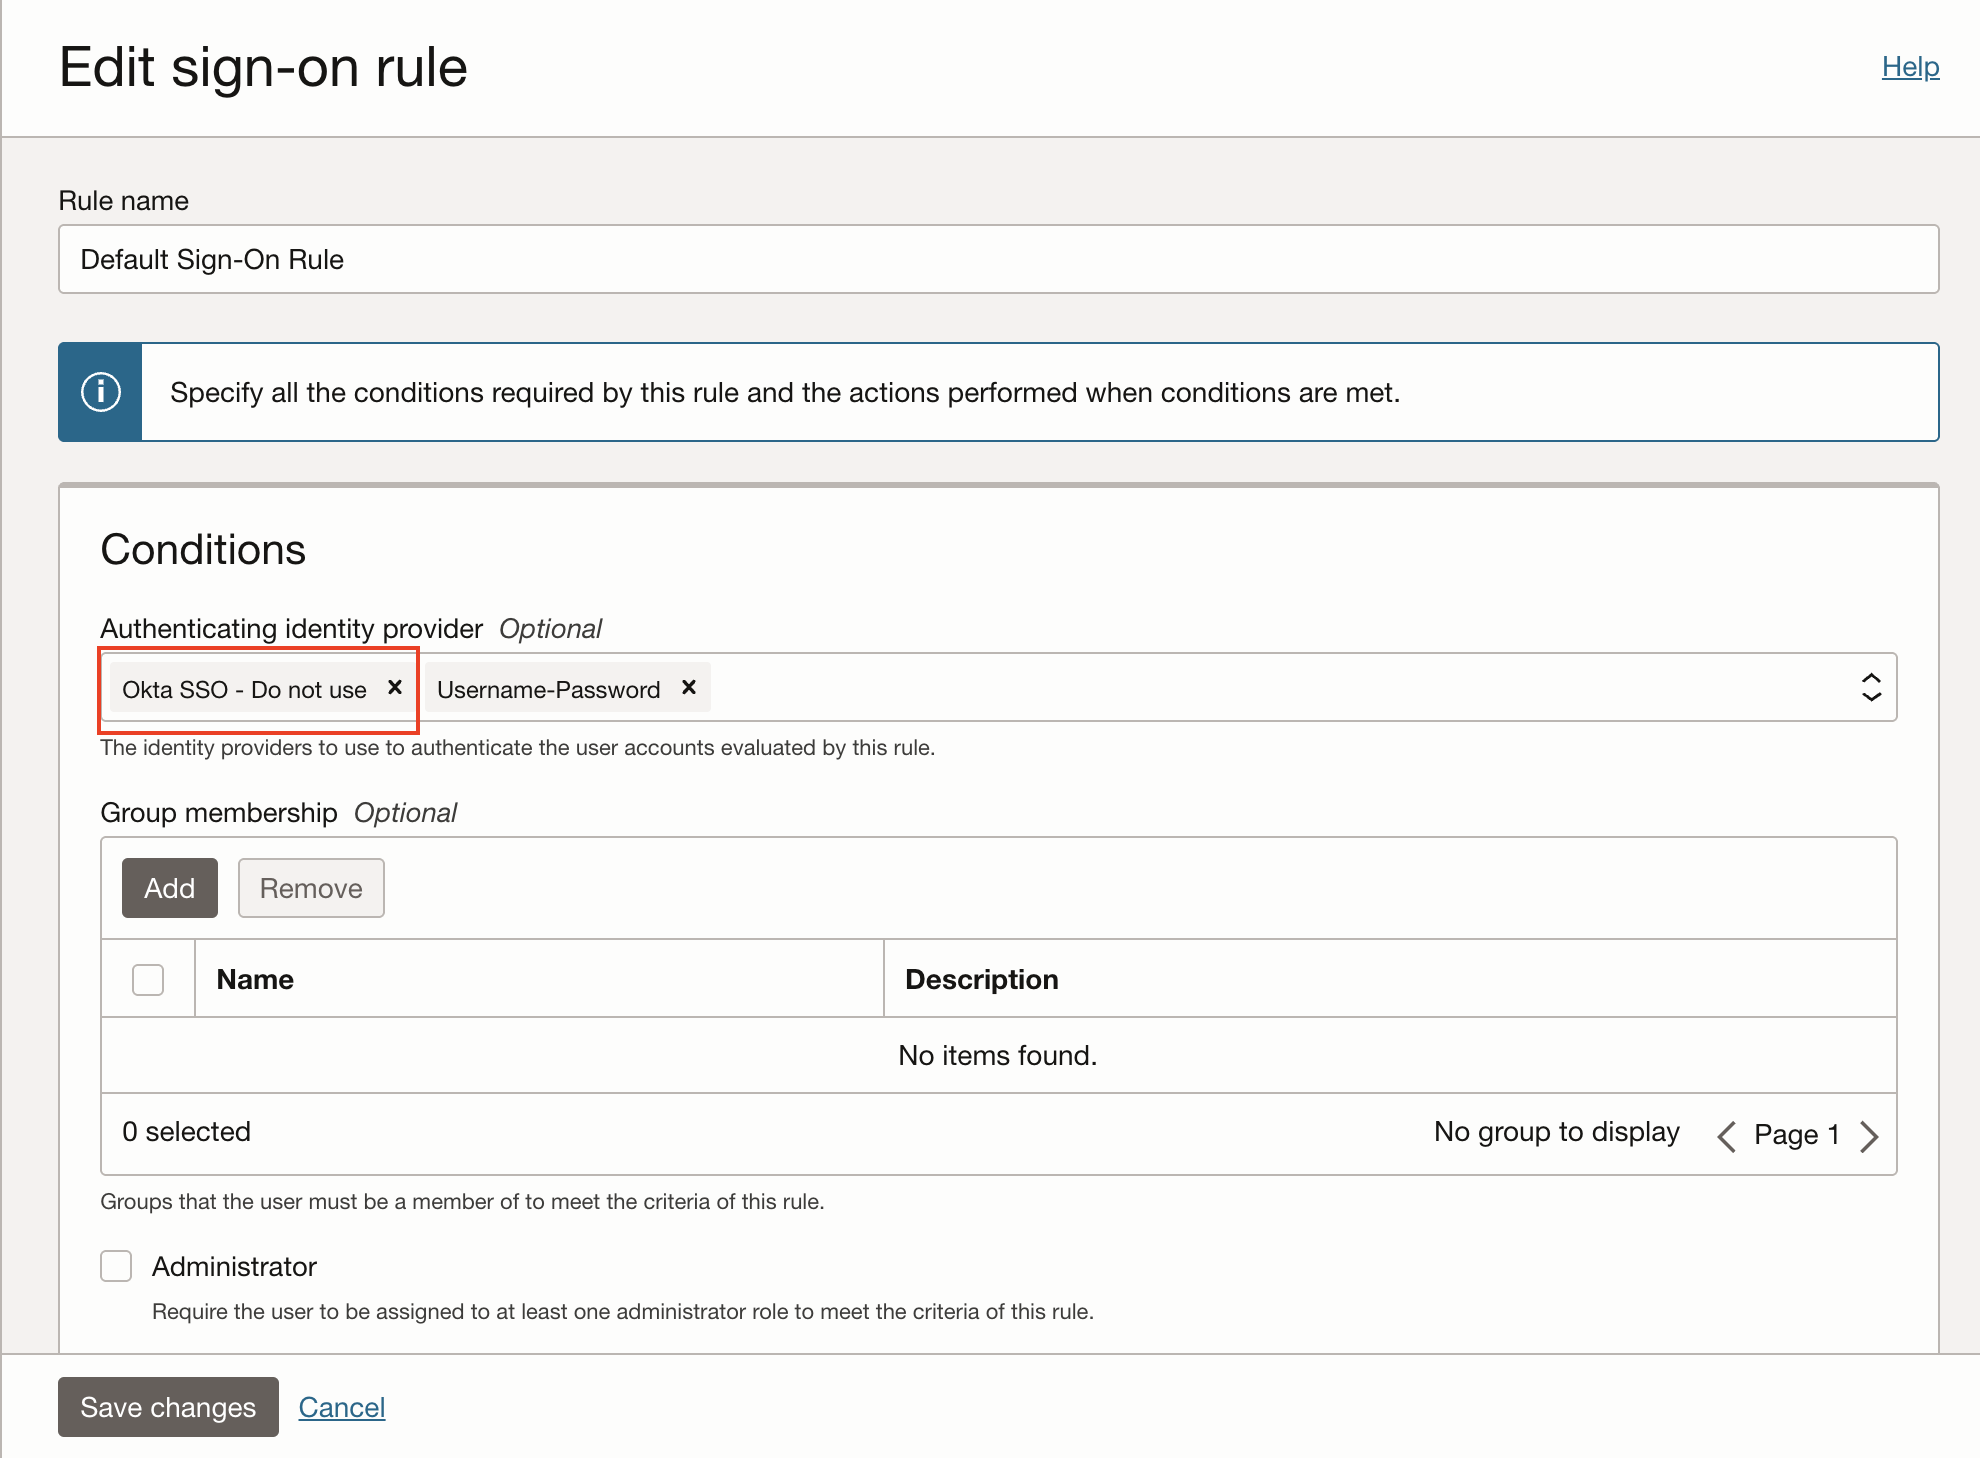 Edit sign-on rule
Help
Rule name
Default Sign-On Rule
Specify all the conditions required by this rule and the actions performed when conditions are met.
Conditions
Authenticating identity provider Optional
Okta SSO - Do not use × Username-Password ×
The identity providers to use to authenticate the user accounts evaluated by this rule.
Group membership Optional
Add Remove
Name Description
No items found.
0 selected No group to display Page 1
Groups that the user must be a member of to meet the criteria of this rule.
Administrator
Require the user to be assigned to at least one administrator role to meet the criteria of this rule.
Save changes Cancel